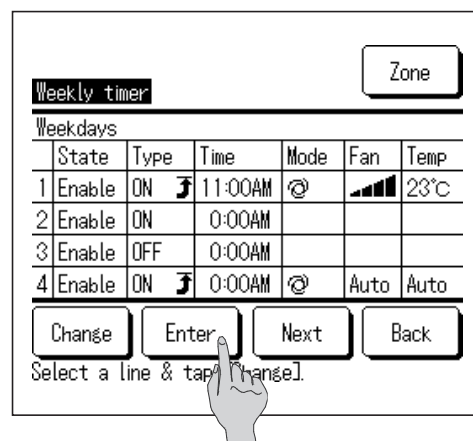 Zone
Weekly timer
Weekdays
State Type Time Mode Fan Temp
1 Enable ON 11:00AM 23°C
2 Enable ON 0:00AM
3 Enable OFF 0:00AM
4 Enable ON 0:00AM Auto Auto
Change Enter Next Back
Select a line & tap [Change].